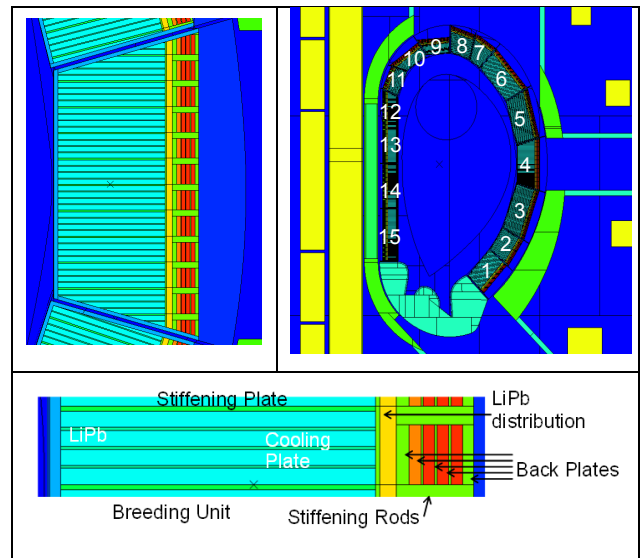 8
7
9
10
6
11
5
12
13
4
14
3
15
2
1
Stiffening Plate
LiPb
distribution
LiPb
Cooling
Plate
Back Plates
Breeding Unit
Stiffening Rods